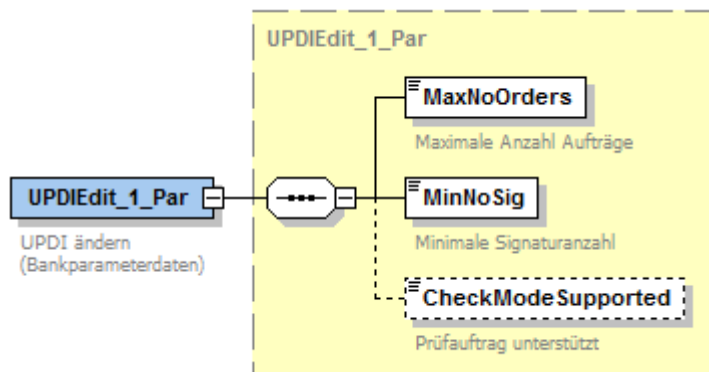 UPDIEdit_1_Par
MaxNoOrders
Maximale Anzahl Aufträge
UPDIEdit_1_Par
UPDI ändern
(Bankparameterdaten)
MinNoSig
Minimale Signaturanzahl
CheckModeSupported
Prüfauftrag unterstützt